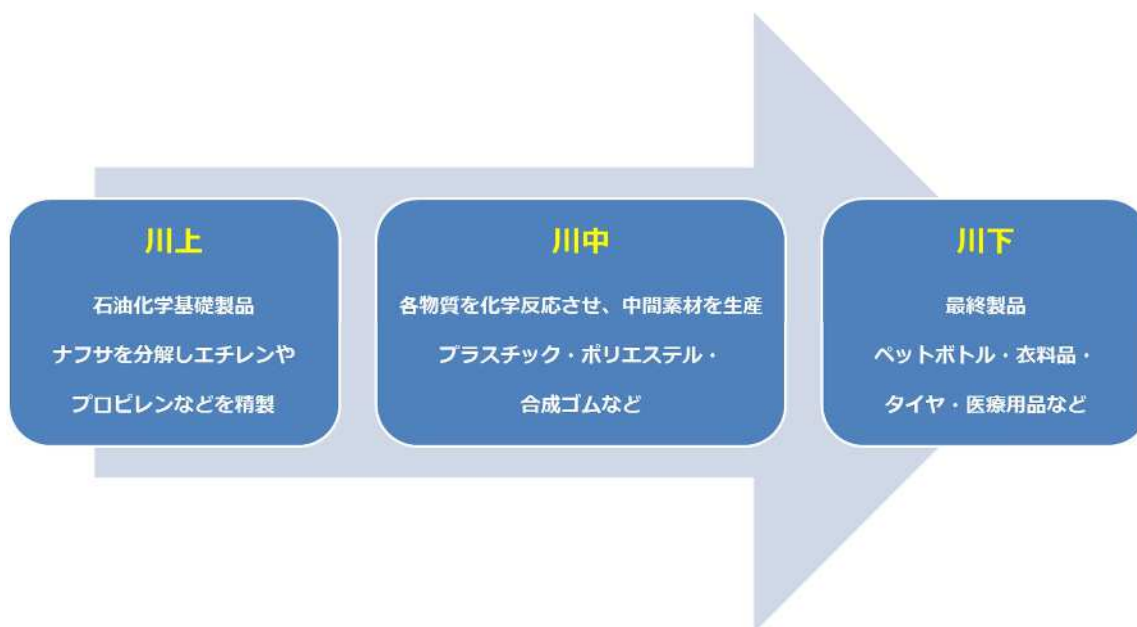 川上
石油化学基礎製品
ナフサを分解しエチレンや
プロピレンなどを精製
川中
各物質を化学反応させ、中間素材を生産
プラスチック・ポリエステル・
合成ゴムなど
川下
最終製品
ペットボトル・衣料品・
タイヤ・医療用品など